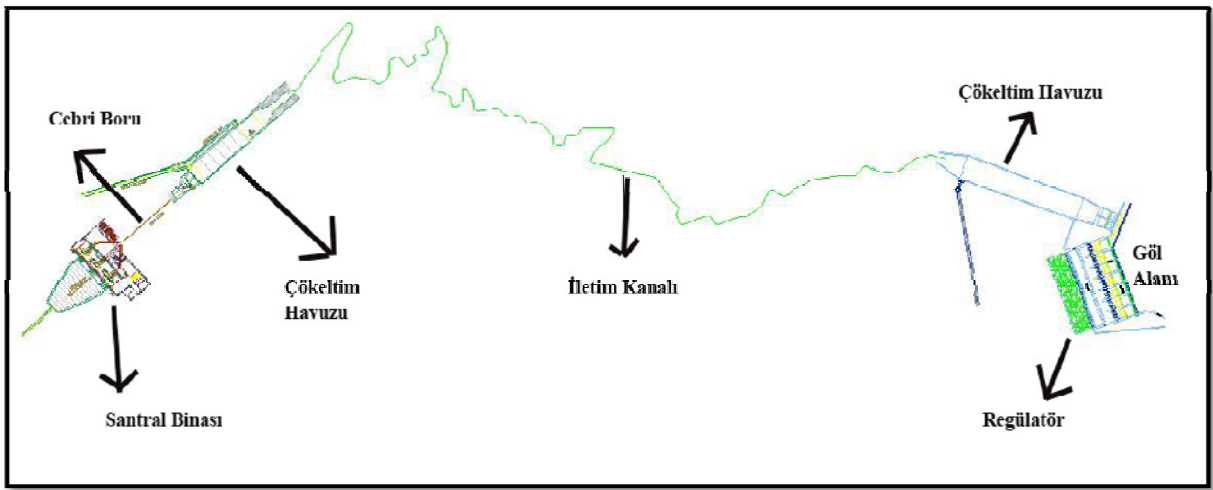 Çökeltim Havuzu
Cebri Boru
Göl
Alanı
Çökeltim
Havuzu
İletim Kanalı
Santral Binası
Regülatör